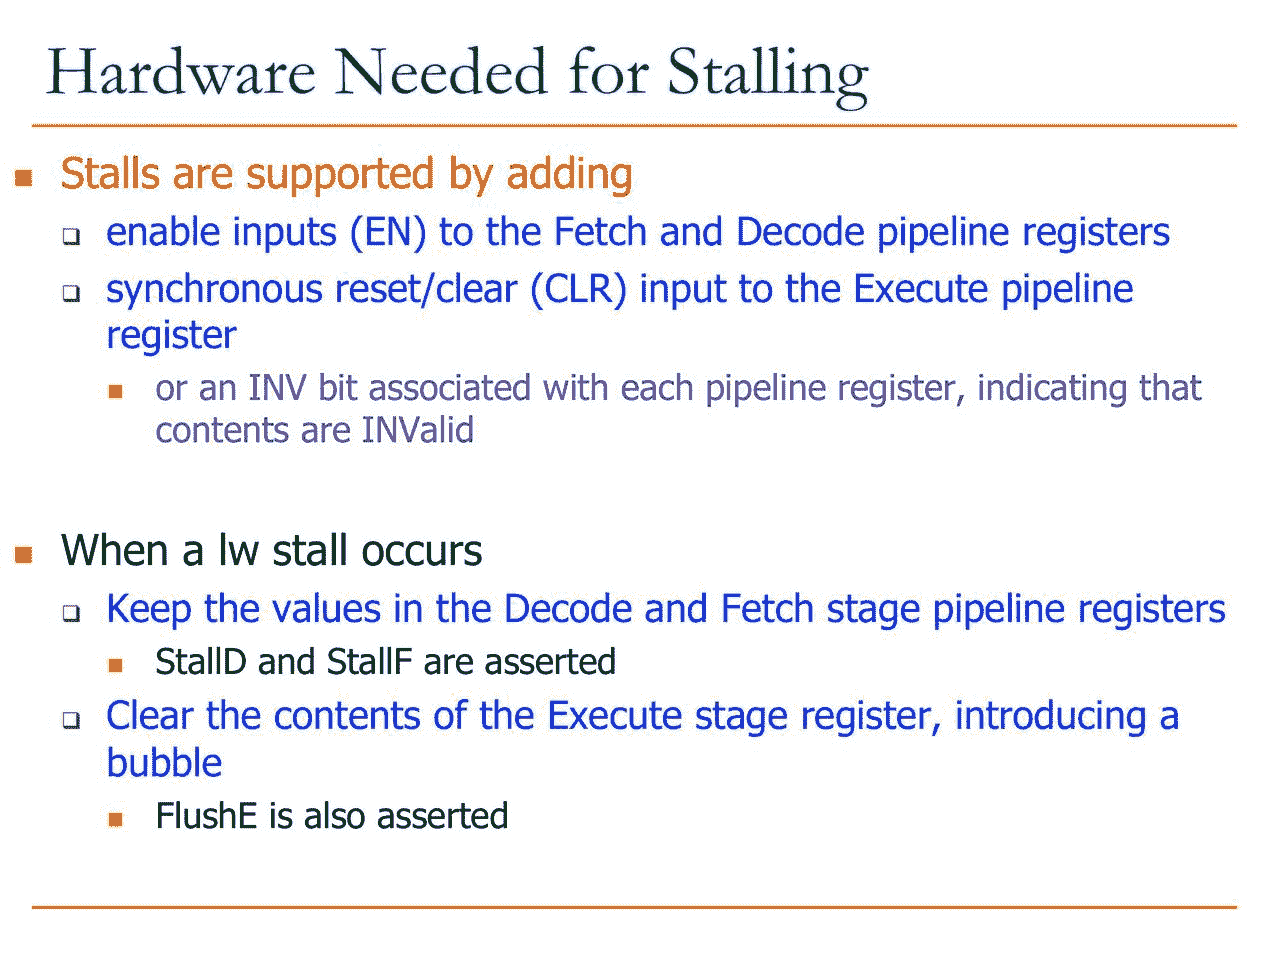 Hardware Needed for Stalling
Stalls are supported by adding
enable inputs (EN) to the Fetch and Decode pipeline registers
synchronous reset/clear (CLR) input to the Execute pipeline
register
or an INV bit associated with each pipeline register, indicating that
contents are INValid
When a lw stall occurs
Keep the values in the Decode and Fetch stage pipeline registers
StallD and StallF are asserted
Clear the contents of the Execute stage register, introducing a
bubble
FlushE is also asserted